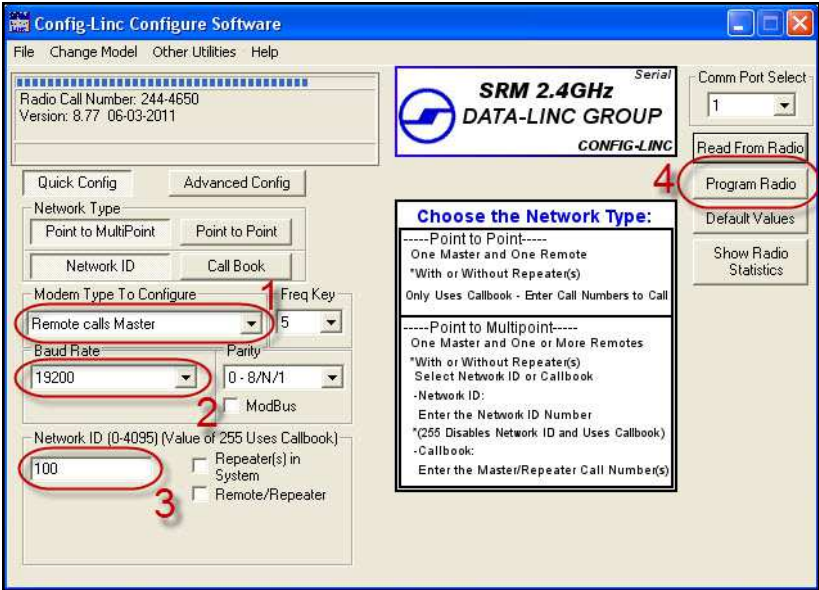 Config-Linc Configure Software
File Change Model Other Utilities Help
Radio Call Number: 244-4650
Version: 8.77 06-03-2011
Serial
SRM 2.4GHz
DATA-LINC GROUP
CONFIG-LINC
Comm Port Select
1
Read From Radio
4
Program Radio
Default Values
Show Radio
Statistics
Quick Config
Advanced Config
Network Type
Point to MultiPoint
Point to Point
Network ID
Call Book
Modem Type To Configure
1
Freq Key
Remote calls Master
5
Baud Rate
Parity
19200
0 - 8/N/1
2
ModBus
Network ID (0-4095) (Value of 255 Uses Callbook)
100
Repeater(s) in
System
3
Remote/Repeater
Choose the Network Type:
-----Point to Point-----
One Master and One Remote
*With or Without Repeater(s)
Only Uses Callbook - Enter Call Numbers to Call
-----Point to Multipoint-----
One Master and One or More Remotes
*With or Without Repeater(s)
Select Network ID or Callbook
-Network ID:
Enter the Network ID Number
*(255 Disables Network ID and Uses Callbook)
-Callbook:
Enter the Master/Repeater Call Number(s)